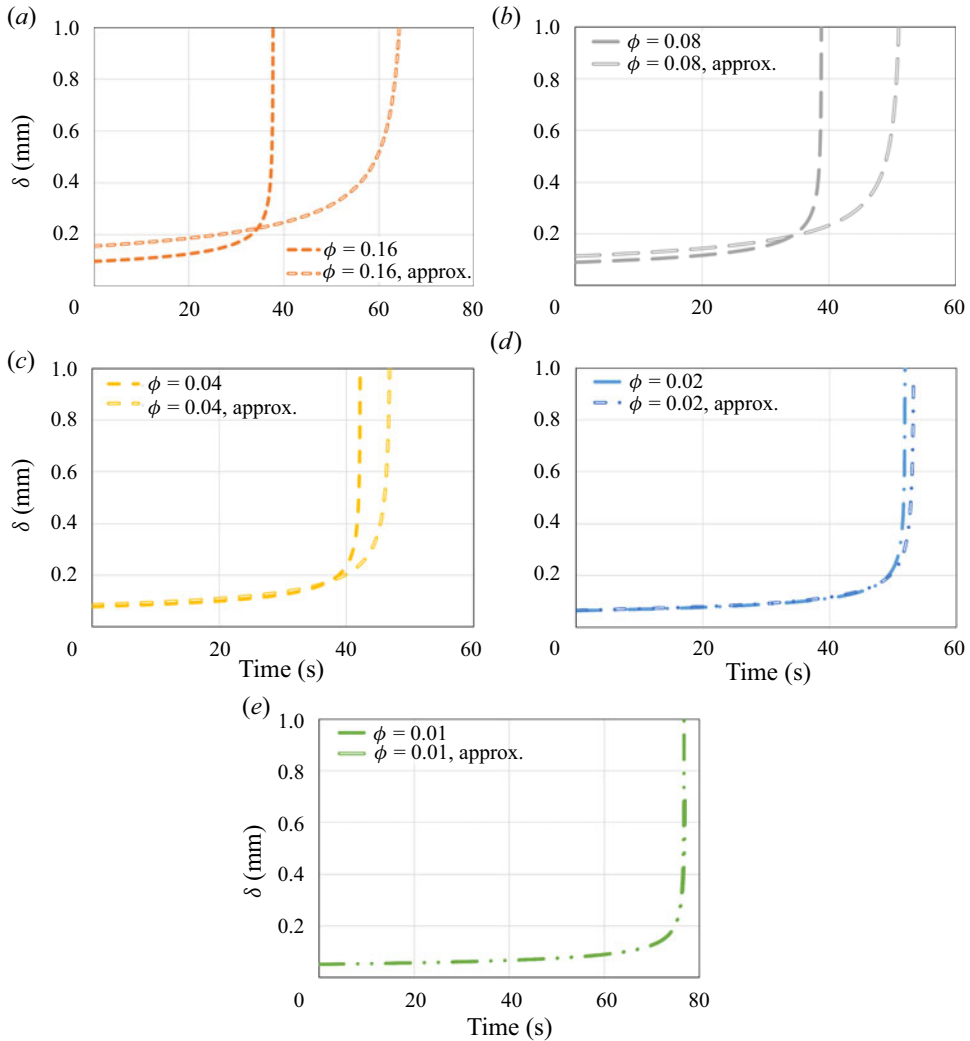 (a)
1.0
0.8
0.6
0.4
0.2
0
20
40
60
80
δ (mm)
ϕ = 0.16
ϕ = 0.16, approx.
(b)
1.0
0.8
0.6
0.4
0.2
0
20
40
60
ϕ = 0.08
ϕ = 0.08, approx.
(c)
1.0
0.8
0.6
0.4
0.2
0
20
40
60
δ (mm)
Time (s)
ϕ = 0.04
ϕ = 0.04, approx.
(d)
1.0
0.8
0.6
0.4
0.2
0
20
40
60
Time (s)
ϕ = 0.02
ϕ = 0.02, approx.
(e)
1.0
0.8
0.6
0.4
0.2
0
20
40
60
80
δ (mm)
Time (s)
ϕ = 0.01
ϕ = 0.01, approx.